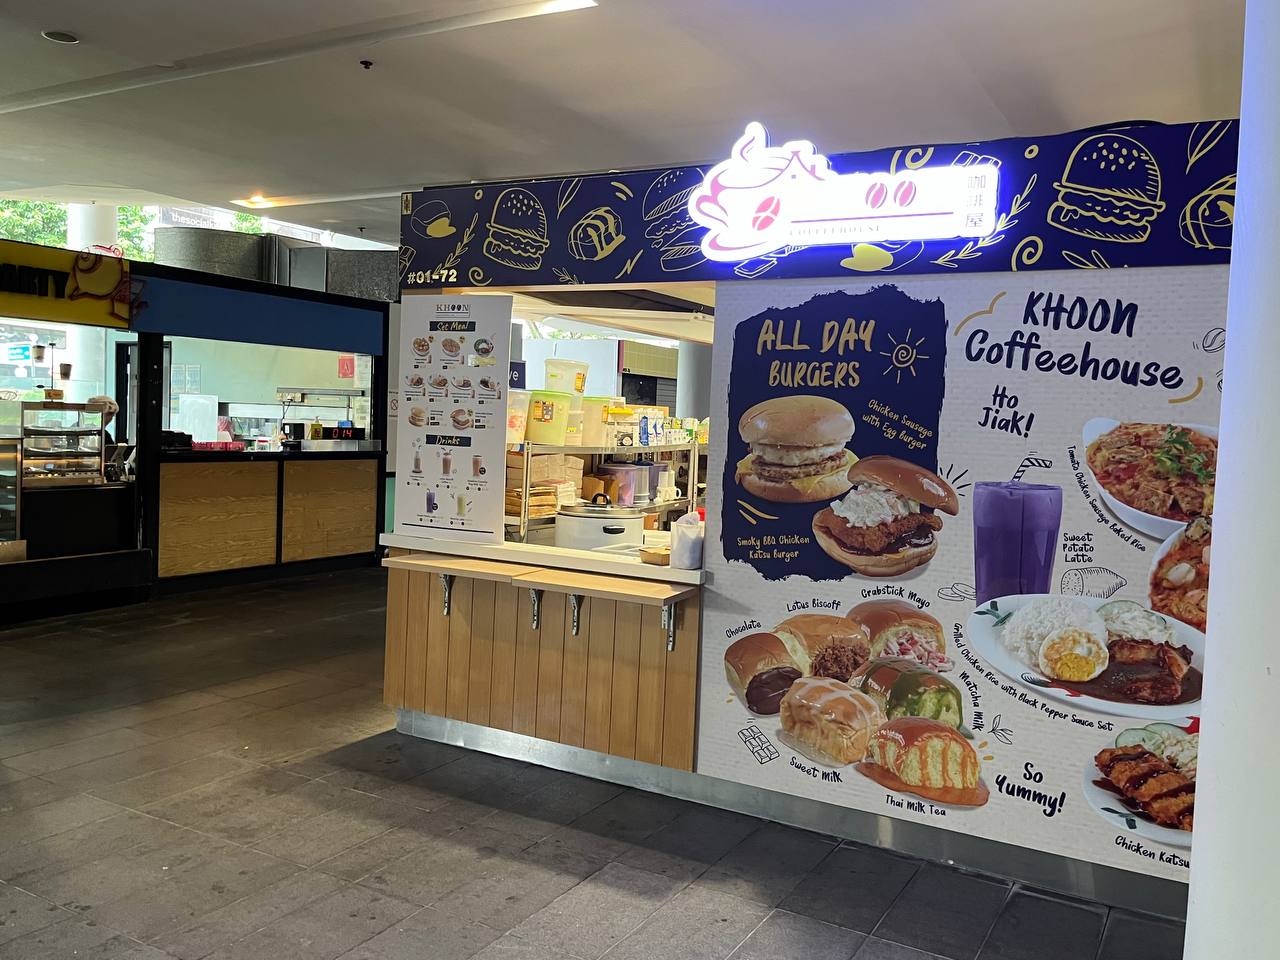 thesocial
#01-72
咖啡屋
COFFEEHOUSE
KHOON
Set Meal
Drinks
014
ALL DAY
BURGERS
Chicken Sausage
with Egg Burger
Smoky BBQ Chicken
Katsu Burger
KHOON
Coffeehouse
Ho
Jiak!
Tomato Chicken Sausage Baked Rice
Sweet
Potato
Latte
Crabstick Mayo
Lotus Biscoff
Chocolate
Grilled Chicken Rice with Black Pepper Sauce Set
Matcha Milk
Sweet Milk
Thai Milk Tea
So
Yummy!
Chicken Katsu